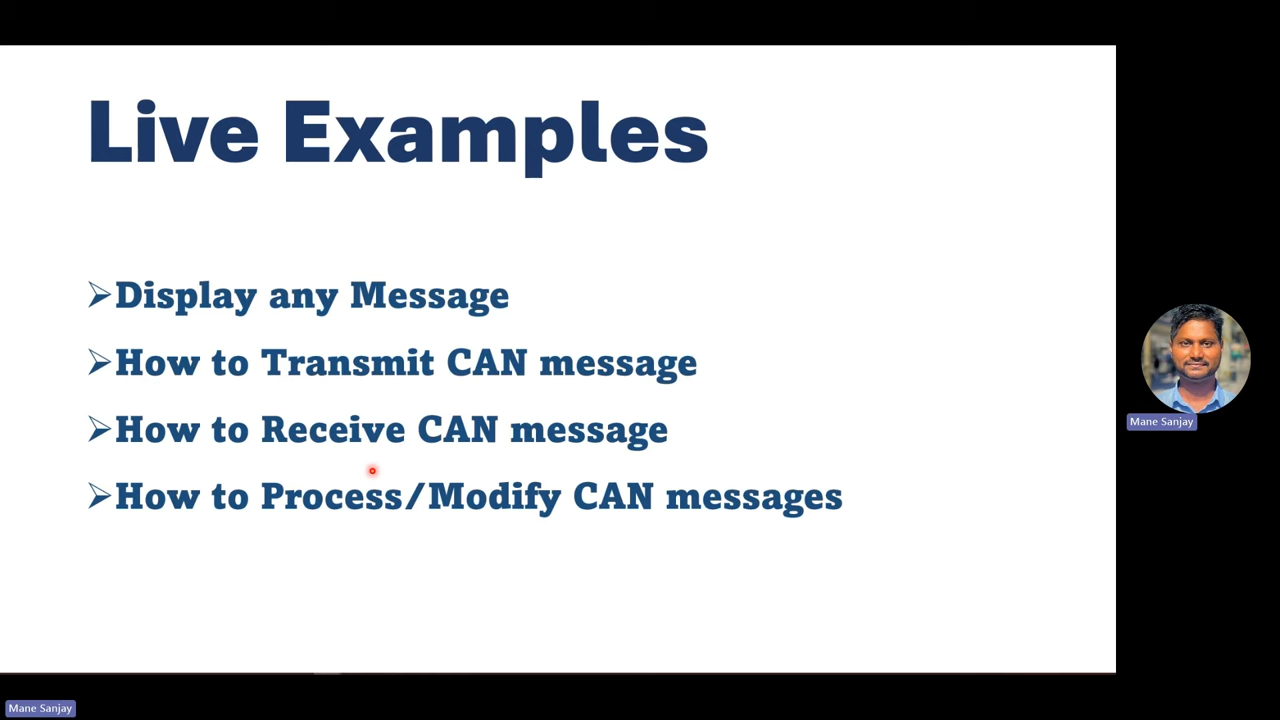 Live Examples
Display any Message
How to Transmit CAN message
How to Receive CAN message
How to Process/Modify CAN messages
Mane Sanjay
Mane Sanjay